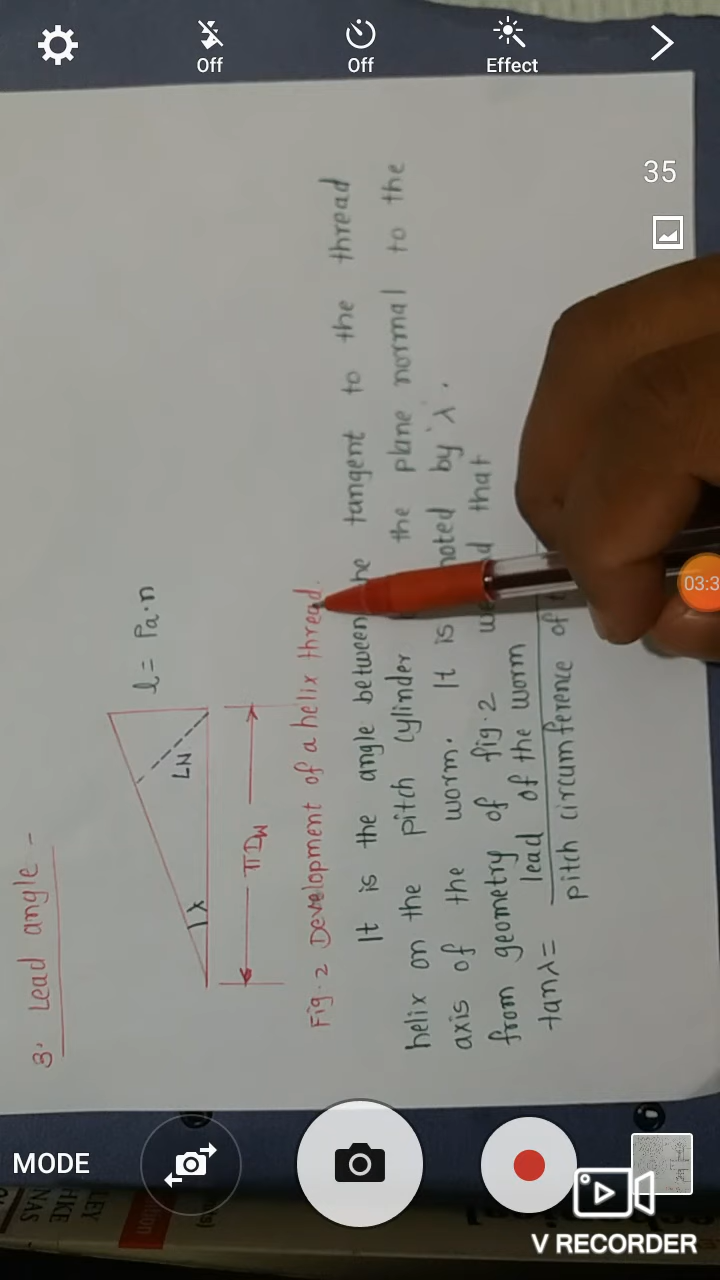 Off
Off
Effect
35
03:3
3. Lead angle :-
l = Pa.n
LN
λ
πDw
Fig.2 Development of a helix thread.
It is the angle between the tangent to the thread
helix on the pitch cylinder the plane normal to the
axis of the worm. It is noted by 'λ'.
from geometry of fig.2 that
tanλ = lead of the worm
pitch circumference of
MODE
V RECORDER
LEY
HKE
NAS